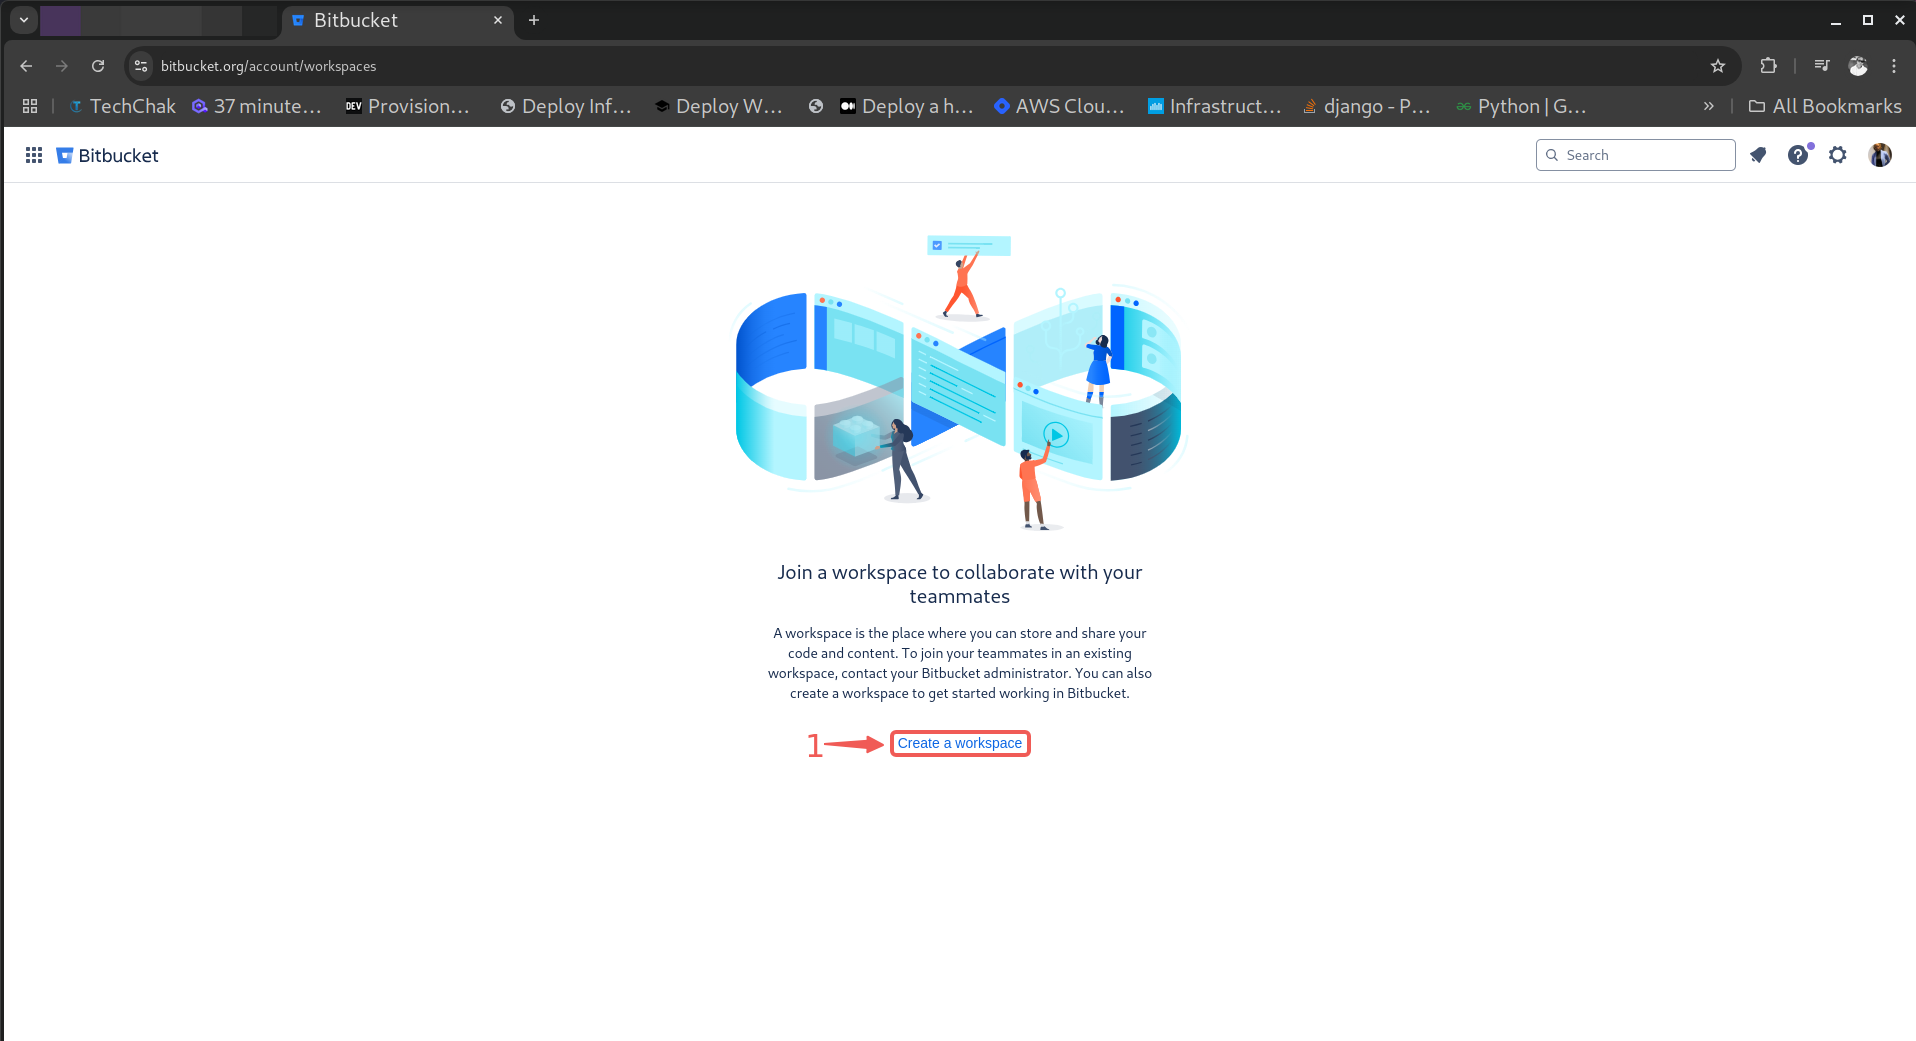 Bitbucket
bitbucket.org/account/workspaces
TechChak 37 minute... DEV Provision... Deploy Inf... Deploy W... Deploy a h... AWS Clou... Infrastruct... django - P... Python | G... » All Bookmarks
Bitbucket Search
Join a workspace to collaborate with your
teammates
A workspace is the place where you can store and share your
code and content. To join your teammates in an existing
workspace, contact your Bitbucket administrator. You can also
create a workspace to get started working in Bitbucket.
1 Create a workspace